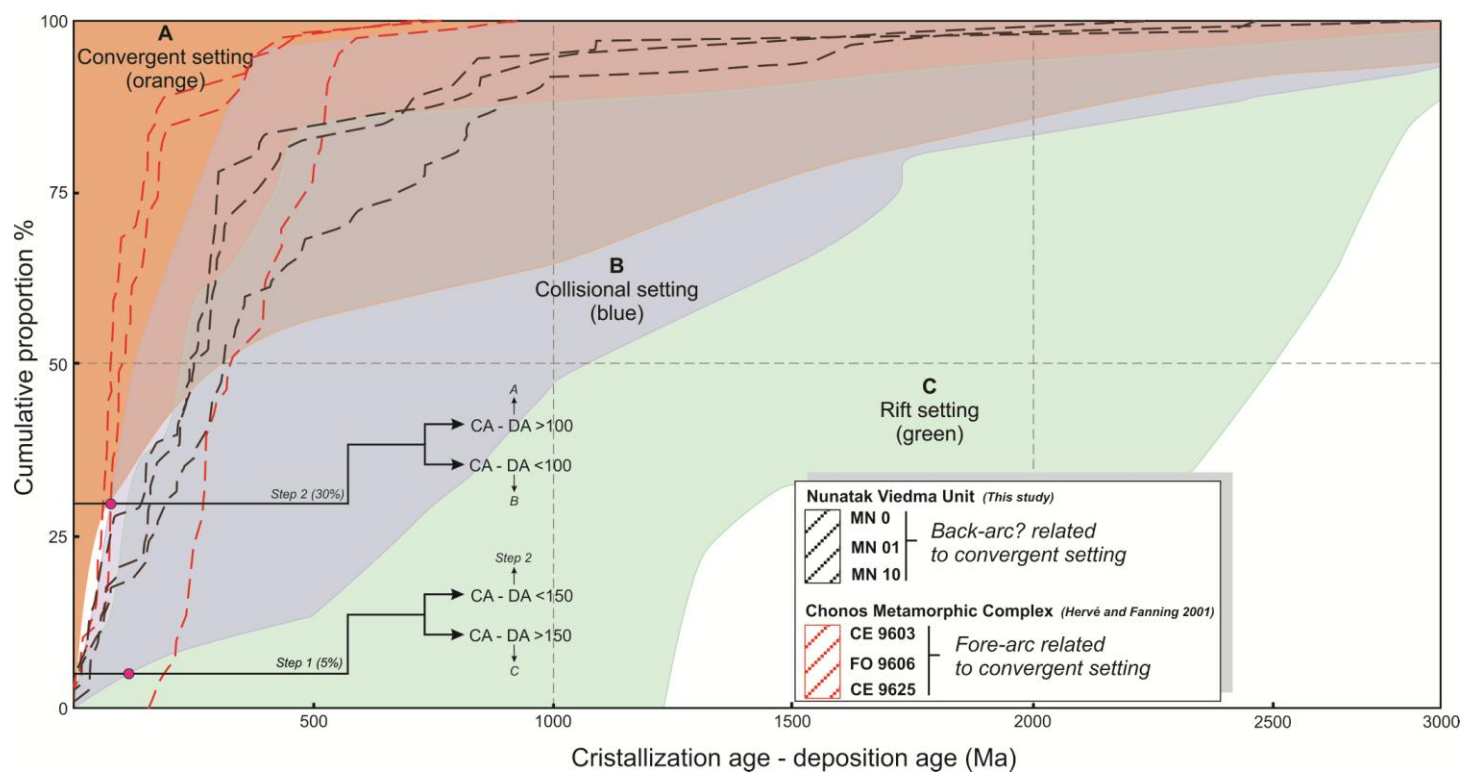 100
75
50
25
0
Cumulative proportion %
A
Convergent setting
(orange)
B
Collisional setting
(blue)
C
Rift setting
(green)
A
CA - DA >100
Step 2 (30%)
CA - DA <100
B
Step 2
CA - DA <150
Step 1 (5%)
CA - DA >150
C
Nunatak Viedma Unit (This study)
MN 0
MN 01
MN 10
Back-arc? related
to convergent setting
Chonos Metamorphic Complex (Hervé and Fanning 2001)
CE 9603
FO 9606
CE 9625
Fore-arc related
to convergent setting
500
1000
1500
2000
2500
3000
Cristallization age - deposition age (Ma)